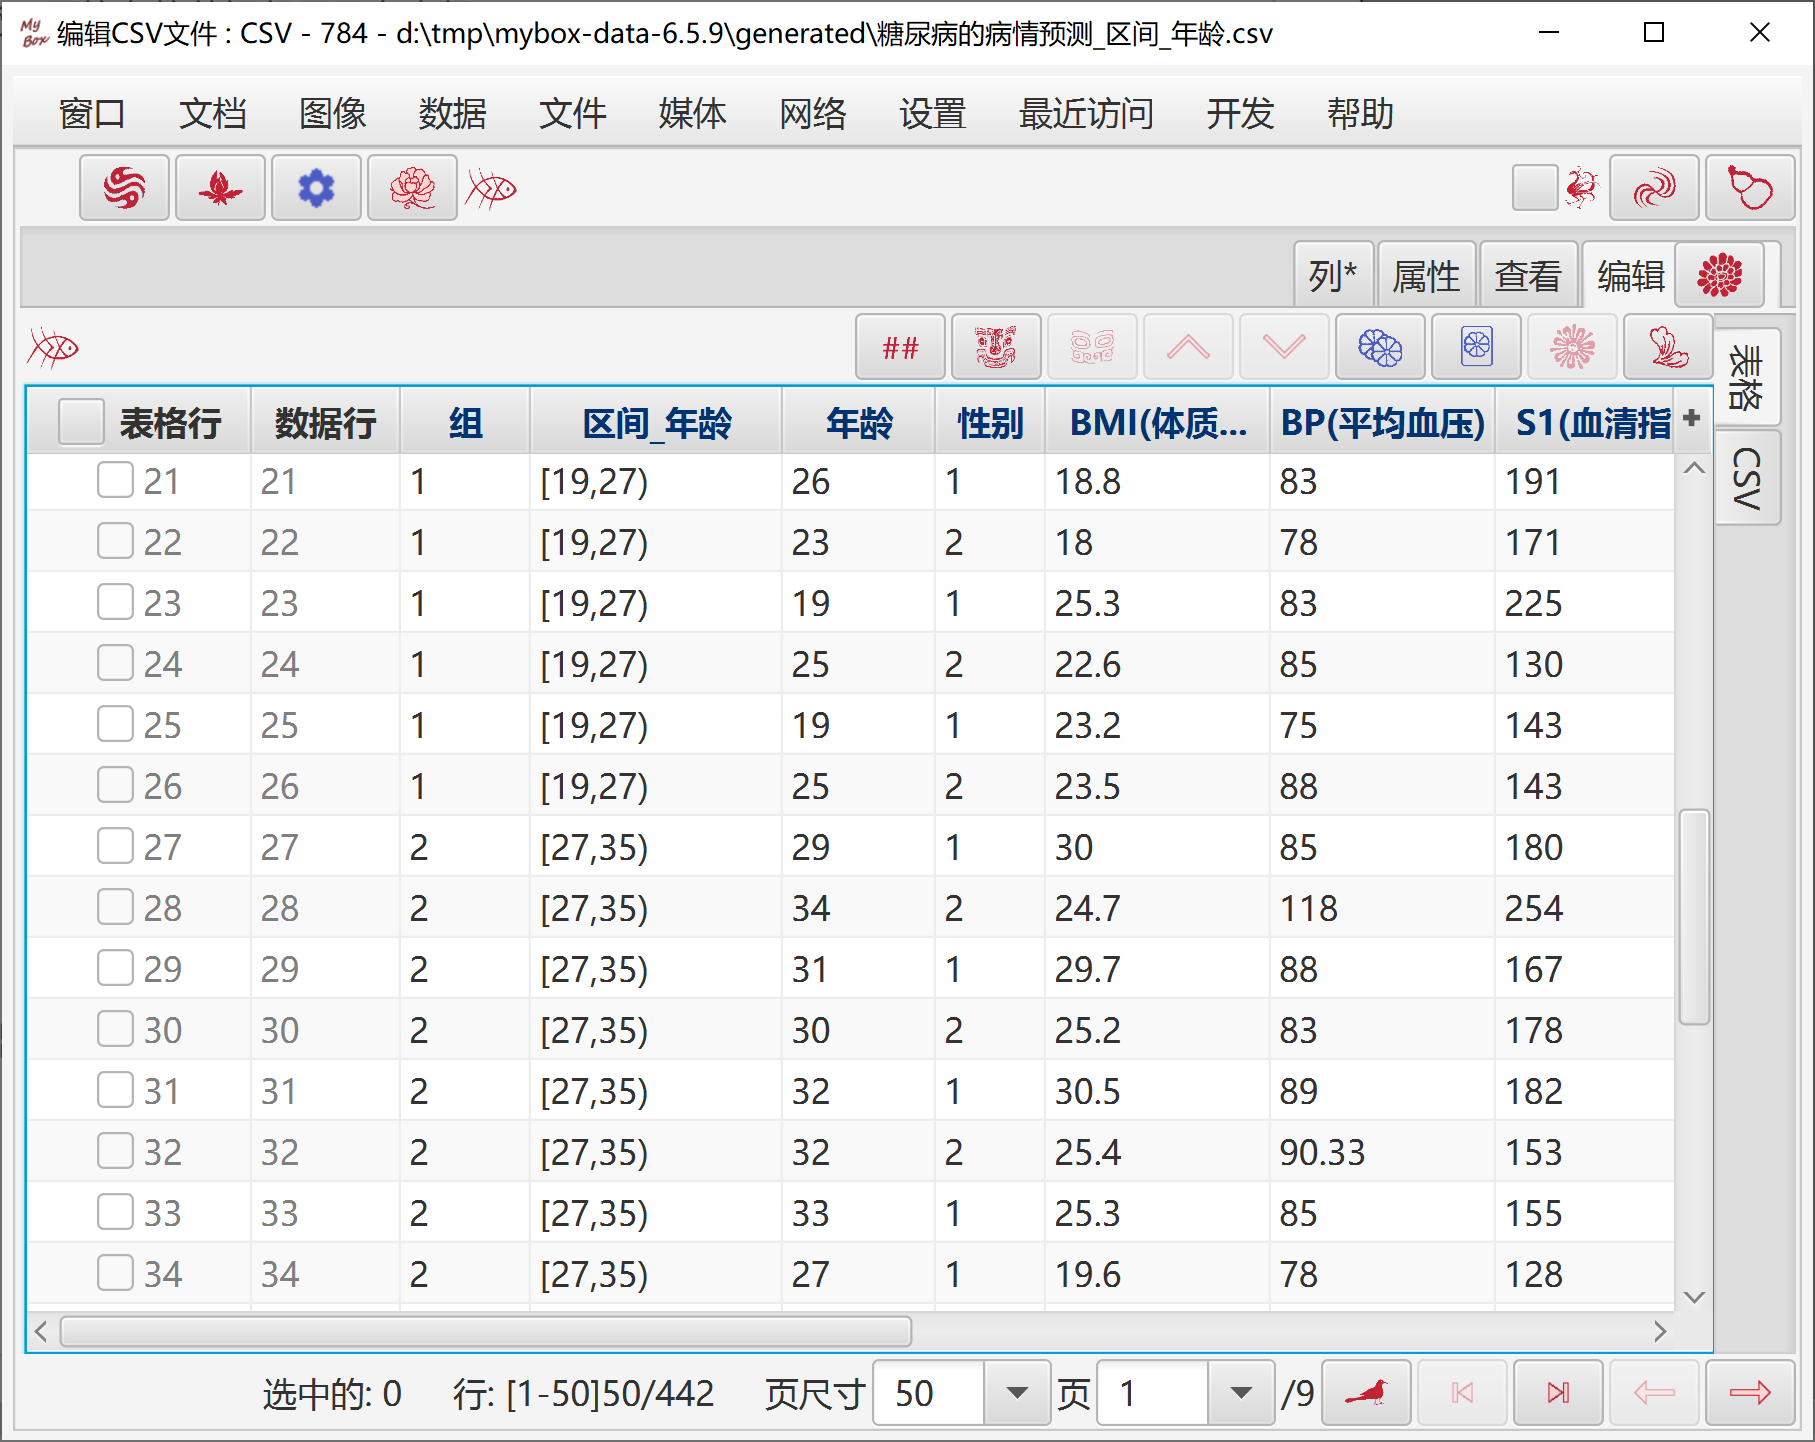 My Box 编辑CSV文件 : CSV - 784 - d:\tmp\mybox-data-6.5.9\generated\糖尿病的病情预测_区间_年龄.csv
窗口 文档 图像 数据 文件 媒体 网络 设置 最近访问 开发 帮助
列* 属性 查看 编辑
##
表格
CSV
表格行 数据行 组 区间_年龄 年龄 性别 BMI(体质... BP(平均血压) S1(血清指 +
21 21 1 [19,27) 26 1 18.8 83 191
22 22 1 [19,27) 23 2 18 78 171
23 23 1 [19,27) 19 1 25.3 83 225
24 24 1 [19,27) 25 2 22.6 85 130
25 25 1 [19,27) 19 1 23.2 75 143
26 26 1 [19,27) 25 2 23.5 88 143
27 27 2 [27,35) 29 1 30 85 180
28 28 2 [27,35) 34 2 24.7 118 254
29 29 2 [27,35) 31 1 29.7 88 167
30 30 2 [27,35) 30 2 25.2 83 178
31 31 2 [27,35) 32 1 30.5 89 182
32 32 2 [27,35) 32 2 25.4 90.33 153
33 33 2 [27,35) 33 1 25.3 85 155
34 34 2 [27,35) 27 1 19.6 78 128
选中的: 0 行: [1-50]50/442 页尺寸 50 页 1 /9